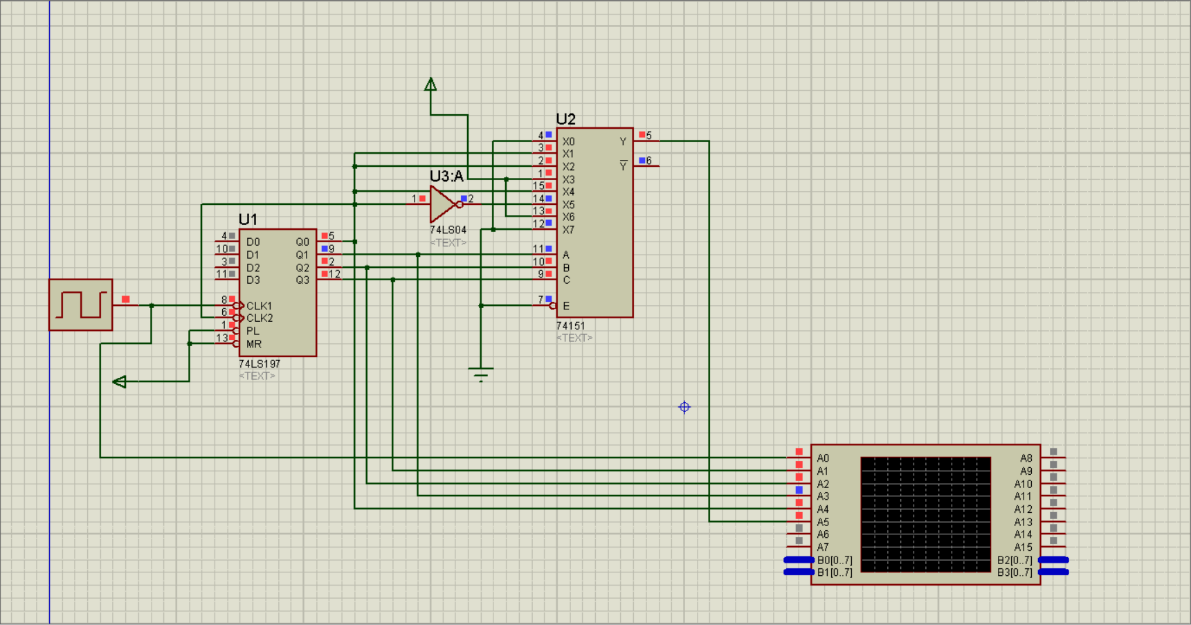 U2
4 X0 Y 5
3 X1
2 X2 Y 6
1 X3
15 X4
14 X5
13 X6
12 X7
11 A
10 B
9 C
7 E
74151
<TEXT>
U3:A
1 2
74LS04
<TEXT>
U1
4 D0 Q0 5
10 D1 Q1 9
3 D2 Q2 2
11 D3 Q3 12
8 CLK1
6 CLK2
1 PL
13 MR
74LS197
<TEXT>
A0 A8
A1 A9
A2 A10
A3 A11
A4 A12
A5 A13
A6 A14
A7 A15
B0[0..7] B2[0..7]
B1[0..7] B3[0..7]